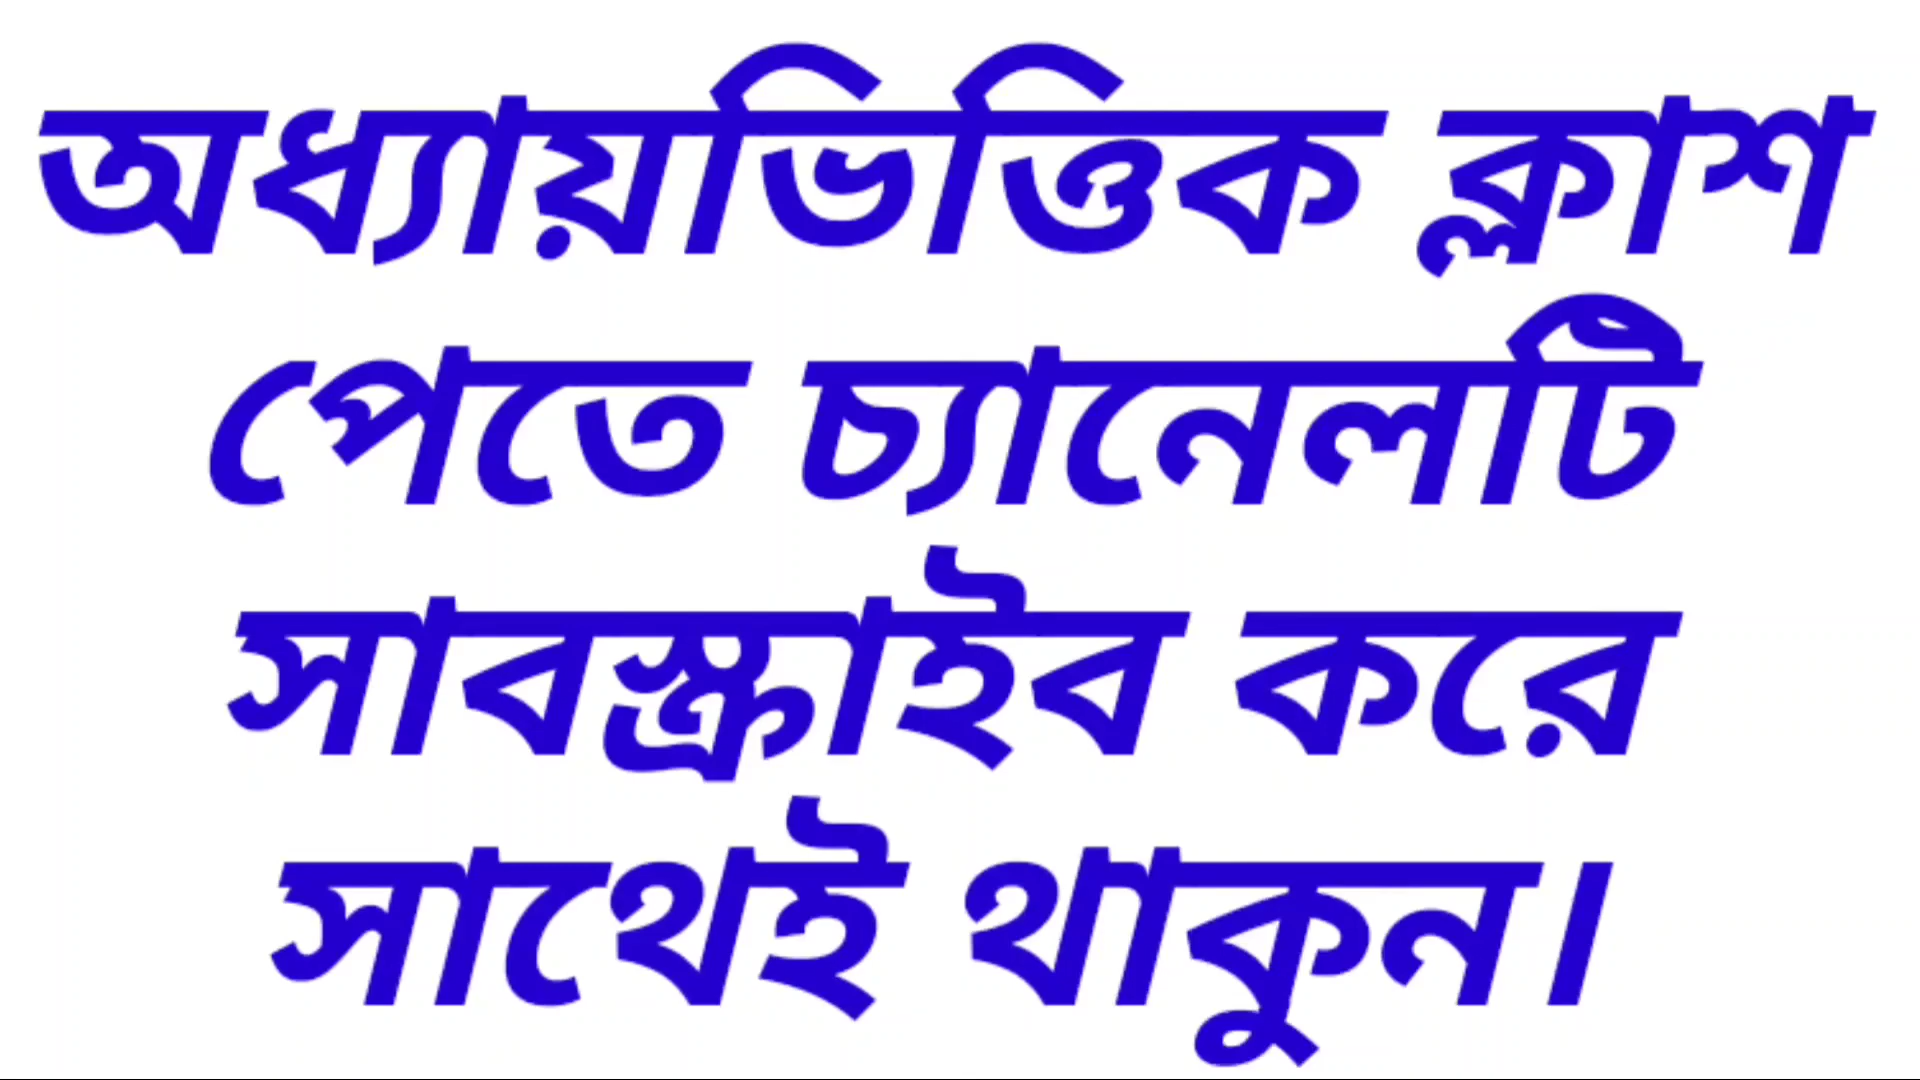 অধ্যায়ভিত্তিক ক্লাশ
পেতে চ্যানেলটি
সাবস্ক্রাইব করে
সাথেই থাকুন।